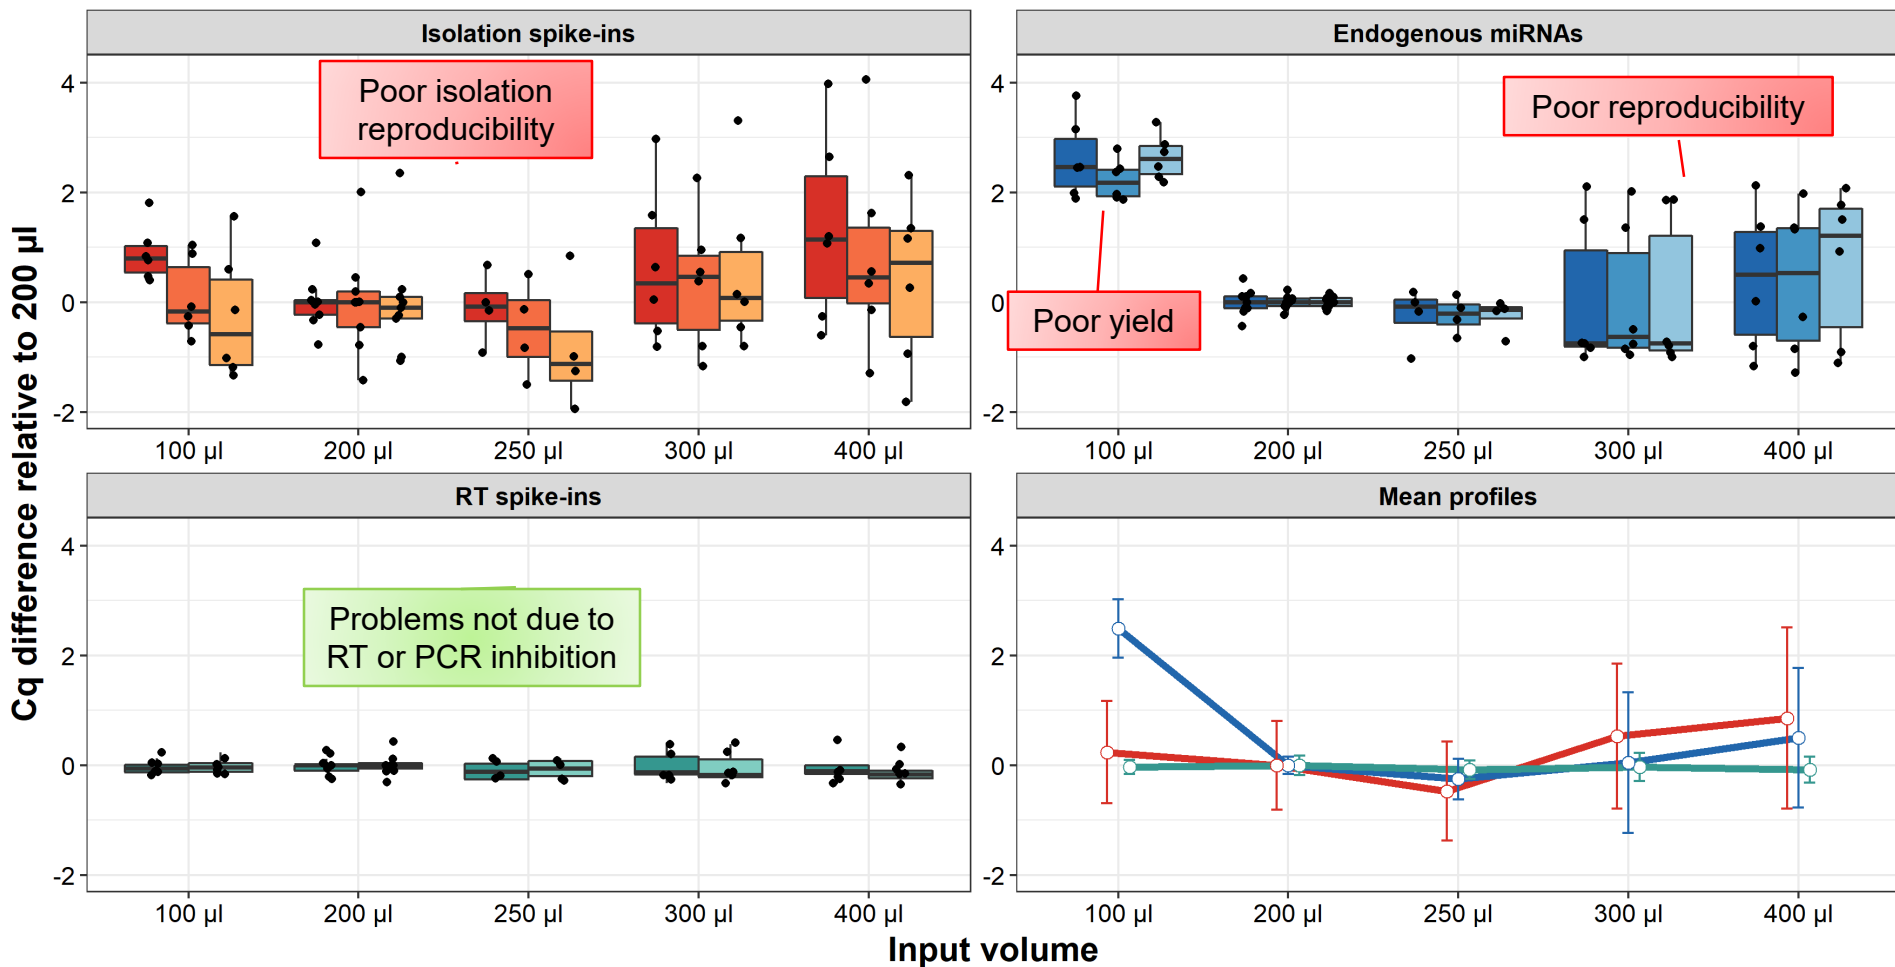 Isolation spike-ins
Endogenous miRNAs
Poor isolation
reproducibility
Poor reproducibility
Poor yield
4
2
0
-2
4
2
0
-2
100 µl
200 µl
250 µl
300 µl
400 µl
100 µl
200 µl
250 µl
300 µl
400 µl
Cq difference relative to 200 µl
RT spike-ins
Mean profiles
Problems not due to
RT or PCR inhibition
4
2
0
-2
4
2
0
-2
100 µl
200 µl
250 µl
300 µl
400 µl
100 µl
200 µl
250 µl
300 µl
400 µl
Input volume